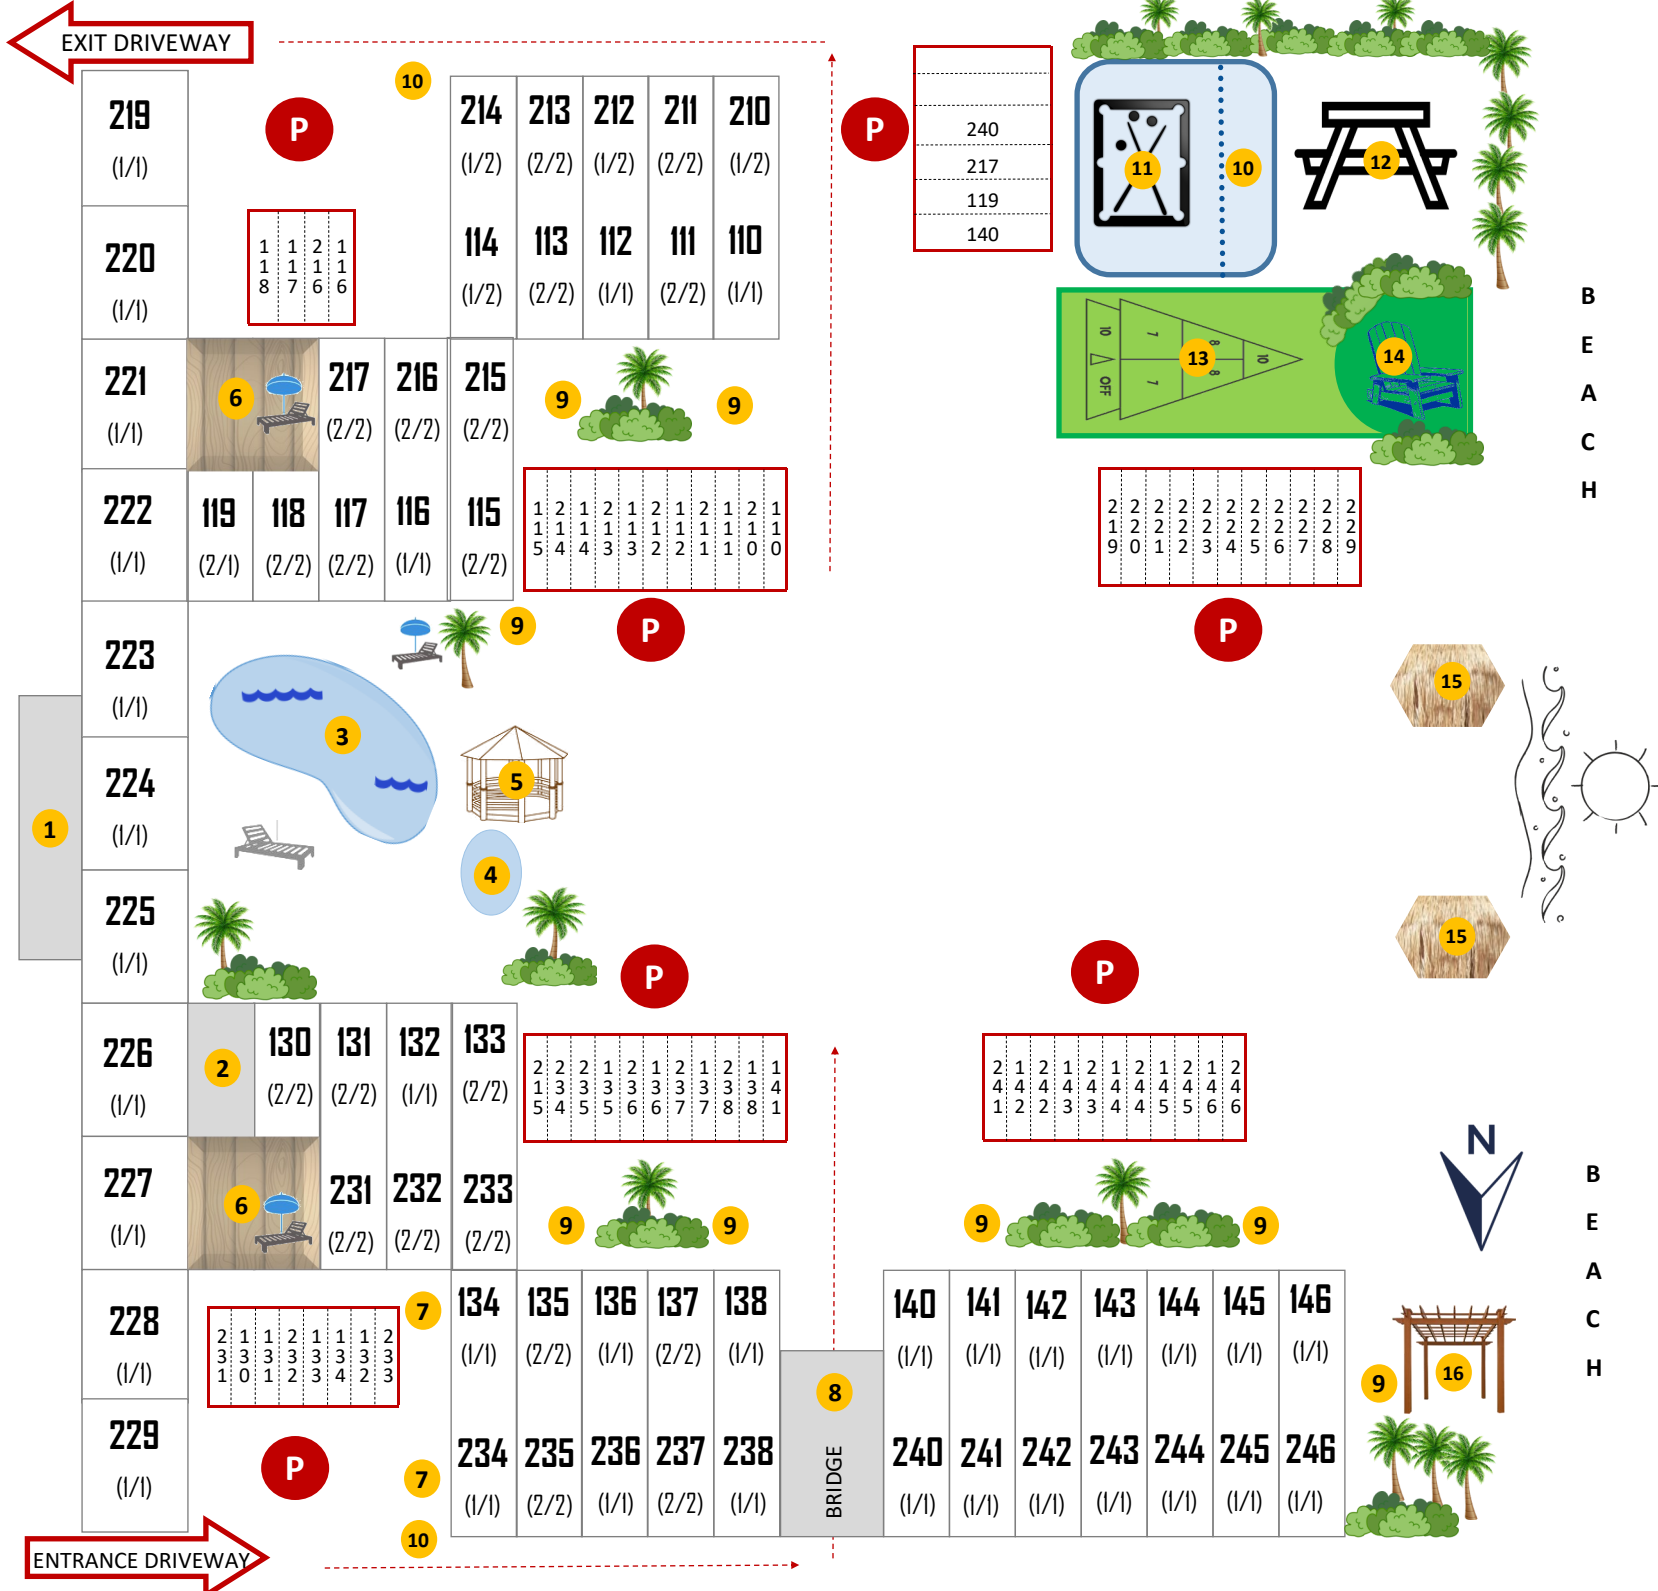 EXIT DRIVEWAY
10
P
219
(1/1)
220
(1/1)
221
(1/1)
222
(1/1)
223
(1/1)
224
(1/1)
225
(1/1)
226
(1/1)
227
(1/1)
228
(1/1)
229
(1/1)
118 117 216 116
214 213 212 211 210
(1/2) (2/2) (1/2) (2/2) (1/2)
114 113 112 111 110
(1/2) (2/2) (1/1) (2/2) (1/1)
P
240
217
119
140
11
10
12
13
10 7 8 10
OFF 7 8
14
BEACH
6
217 216 215
(2/2) (2/2) (2/2)
9
9
119 118 117 116 115
(2/1) (2/2) (2/2) (1/1) (2/2)
115 214 114 213 113 212 112 211 111 210 110
P
219 220 221 222 223 224 225 226 227 228 229
P
9
3
5
4
1
15
15
P
P
2
130 131 132 133
(2/2) (2/2) (1/1) (2/2)
215 234 235 135 236 136 237 137 238 138 141
241 142 242 143 243 144 244 145 245 146 246
N
BEACH
6
231 232 233
(2/2) (2/2) (2/2)
9
9
9
9
231 130 131 232 133 134 132 233
P
7
134 135 136 137 138
(1/1) (2/2) (1/1) (2/2) (1/1)
8
BRIDGE
140 141 142 143 144 145 146
(1/1) (1/1) (1/1) (1/1) (1/1) (1/1) (1/1)
9
16
7
234 235 236 237 238
(1/1) (2/2) (1/1) (2/2) (1/1)
240 241 242 243 244 245 246
(1/1) (1/1) (1/1) (1/1) (1/1) (1/1) (1/1)
10
ENTRANCE DRIVEWAY